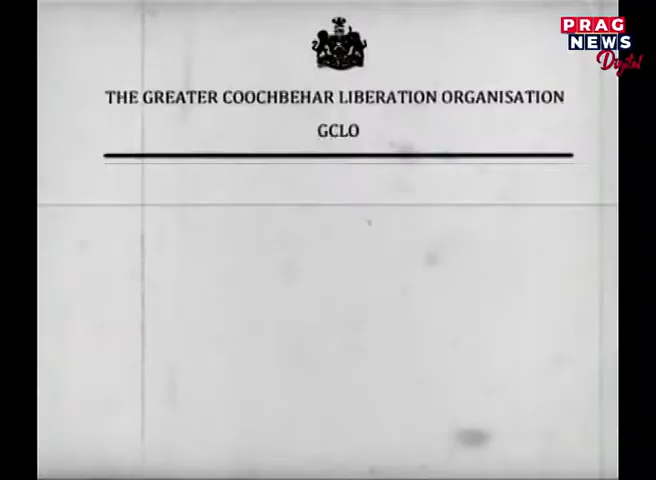 PRAG
NEWS
Digital
THE GREATER COOCHBEHAR LIBERATION ORGANISATION
GCLO